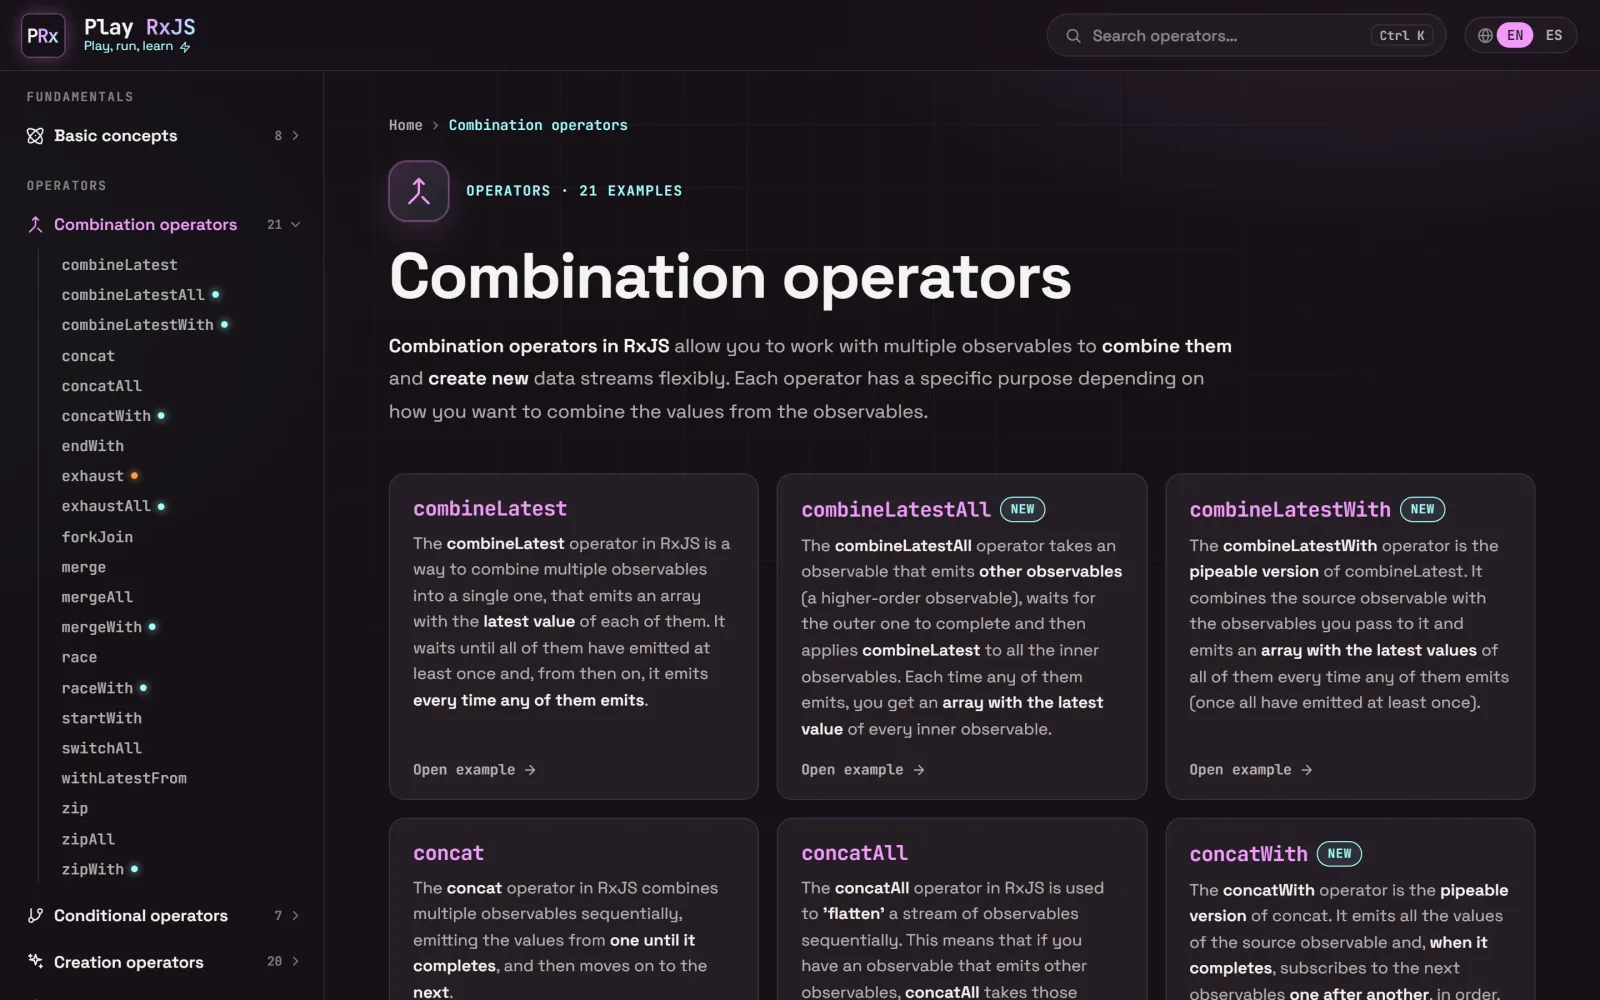 PRx
Play RxJS
Play, run, learn
Search operators...
Ctrl K
EN
ES
FUNDAMENTALS
Basic concepts
8
OPERATORS
Combination operators
21
combineLatest
combineLatestAll
combineLatestWith
concat
concatAll
concatWith
endWith
exhaust
exhaustAll
forkJoin
merge
mergeAll
mergeWith
race
raceWith
startWith
switchAll
withLatestFrom
zip
zipAll
zipWith
Conditional operators
7
Creation operators
20
Home › Combination operators
OPERATORS · 21 EXAMPLES
Combination operators
Combination operators in RxJS allow you to work with multiple observables to combine them
and create new data streams flexibly. Each operator has a specific purpose depending on
how you want to combine the values from the observables.
combineLatest
The combineLatest operator in RxJS is a
way to combine multiple observables
into a single one, that emits an array
with the latest value of each of them. It
waits until all of them have emitted at
least once and, from then on, it emits
every time any of them emits.
Open example →
combineLatestAll NEW
The combineLatestAll operator takes an
observable that emits other observables
(a higher-order observable), waits for
the outer one to complete and then
applies combineLatest to all the inner
observables. Each time any of them
emits, you get an array with the latest
value of every inner observable.
Open example →
combineLatestWith NEW
The combineLatestWith operator is the
pipeable version of combineLatest. It
combines the source observable with
the observables you pass to it and
emits an array with the latest values of
all of them every time any of them emits
(once all have emitted at least once).
Open example →
concat
The concat operator in RxJS combines
multiple observables sequentially,
emitting the values from one until it
completes, and then moves on to the
next.
concatAll
The concatAll operator in RxJS is used
to 'flatten' a stream of observables
sequentially. This means that if you
have an observable that emits other
observables, concatAll takes those
concatWith NEW
The concatWith operator is the pipeable
version of concat. It emits all the values
of the source observable and, when it
completes, subscribes to the next
observables one after another, in order.